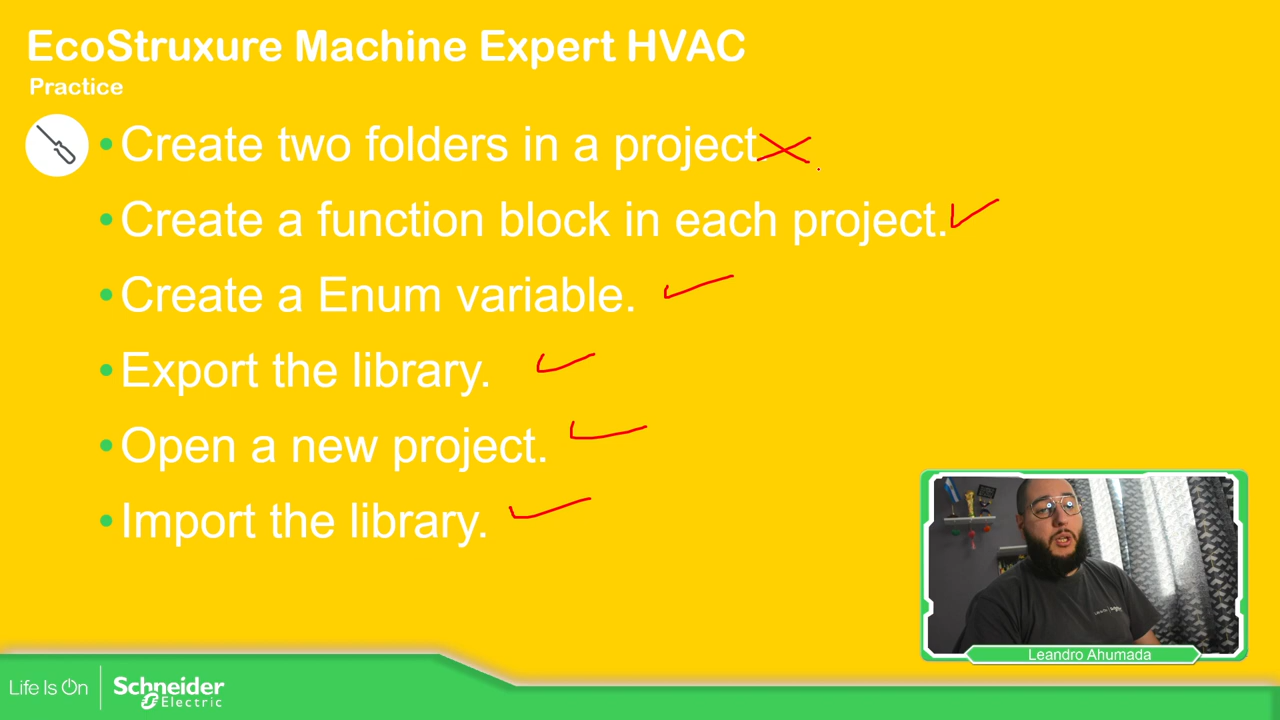 EcoStruxure Machine Expert HVAC
Practice
• Create two folders in a project
• Create a function block in each project.
• Create a Enum variable.
• Export the library.
• Open a new project.
• Import the library.
Leandro Ahumada
Life Is On
Schneider
Electric